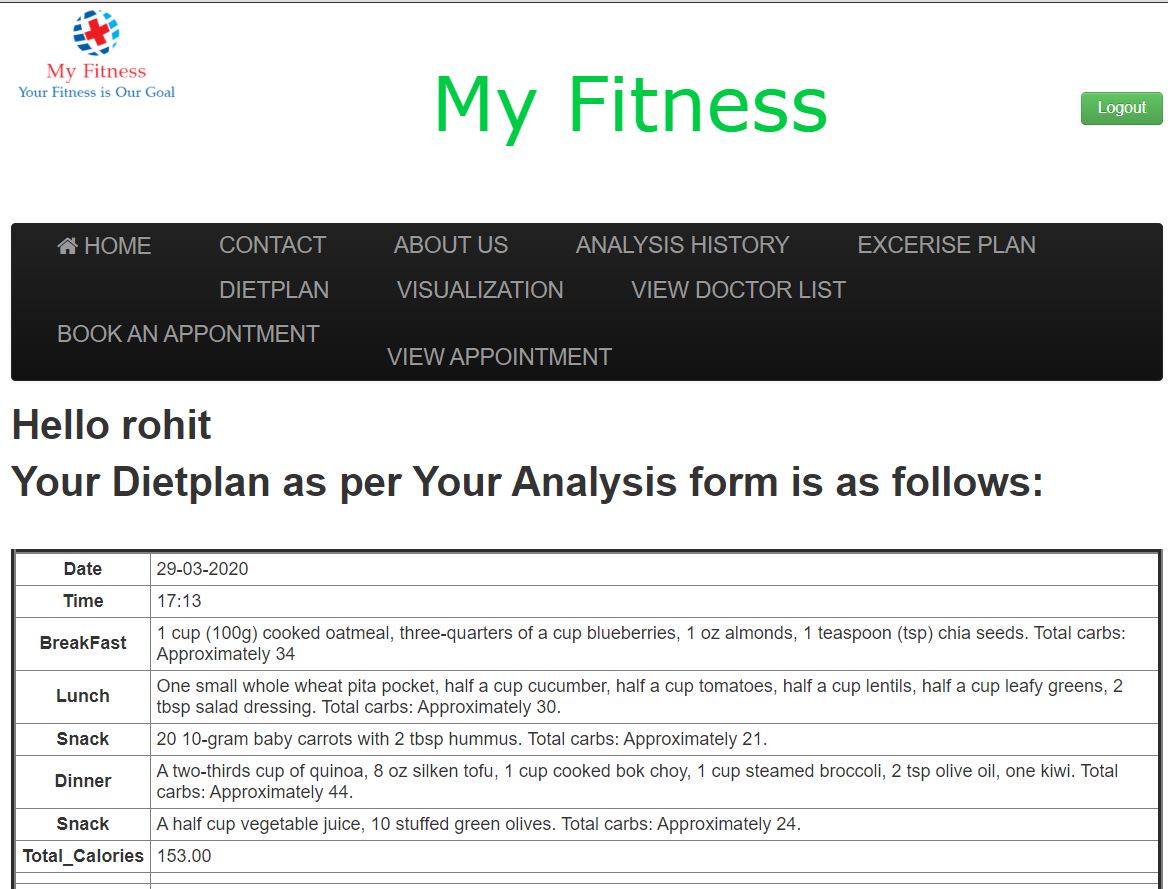 My Fitness
Your Fitness is Our Goal
My Fitness
Logout
HOME CONTACT ABOUT US ANALYSIS HISTORY EXCERISE PLAN
DIETPLAN VISUALIZATION VIEW DOCTOR LIST
BOOK AN APPONTMENT
VIEW APPOINTMENT
Hello rohit
Your Dietplan as per Your Analysis form is as follows:
Date 29-03-2020
Time 17:13
BreakFast 1 cup (100g) cooked oatmeal, three-quarters of a cup blueberries, 1 oz almonds, 1 teaspoon (tsp) chia seeds. Total carbs:
Approximately 34
Lunch One small whole wheat pita pocket, half a cup cucumber, half a cup tomatoes, half a cup lentils, half a cup leafy greens, 2
tbsp salad dressing. Total carbs: Approximately 30.
Snack 20 10-gram baby carrots with 2 tbsp hummus. Total carbs: Approximately 21.
Dinner A two-thirds cup of quinoa, 8 oz silken tofu, 1 cup cooked bok choy, 1 cup steamed broccoli, 2 tsp olive oil, one kiwi. Total
carbs: Approximately 44.
Snack A half cup vegetable juice, 10 stuffed green olives. Total carbs: Approximately 24.
Total_Calories 153.00